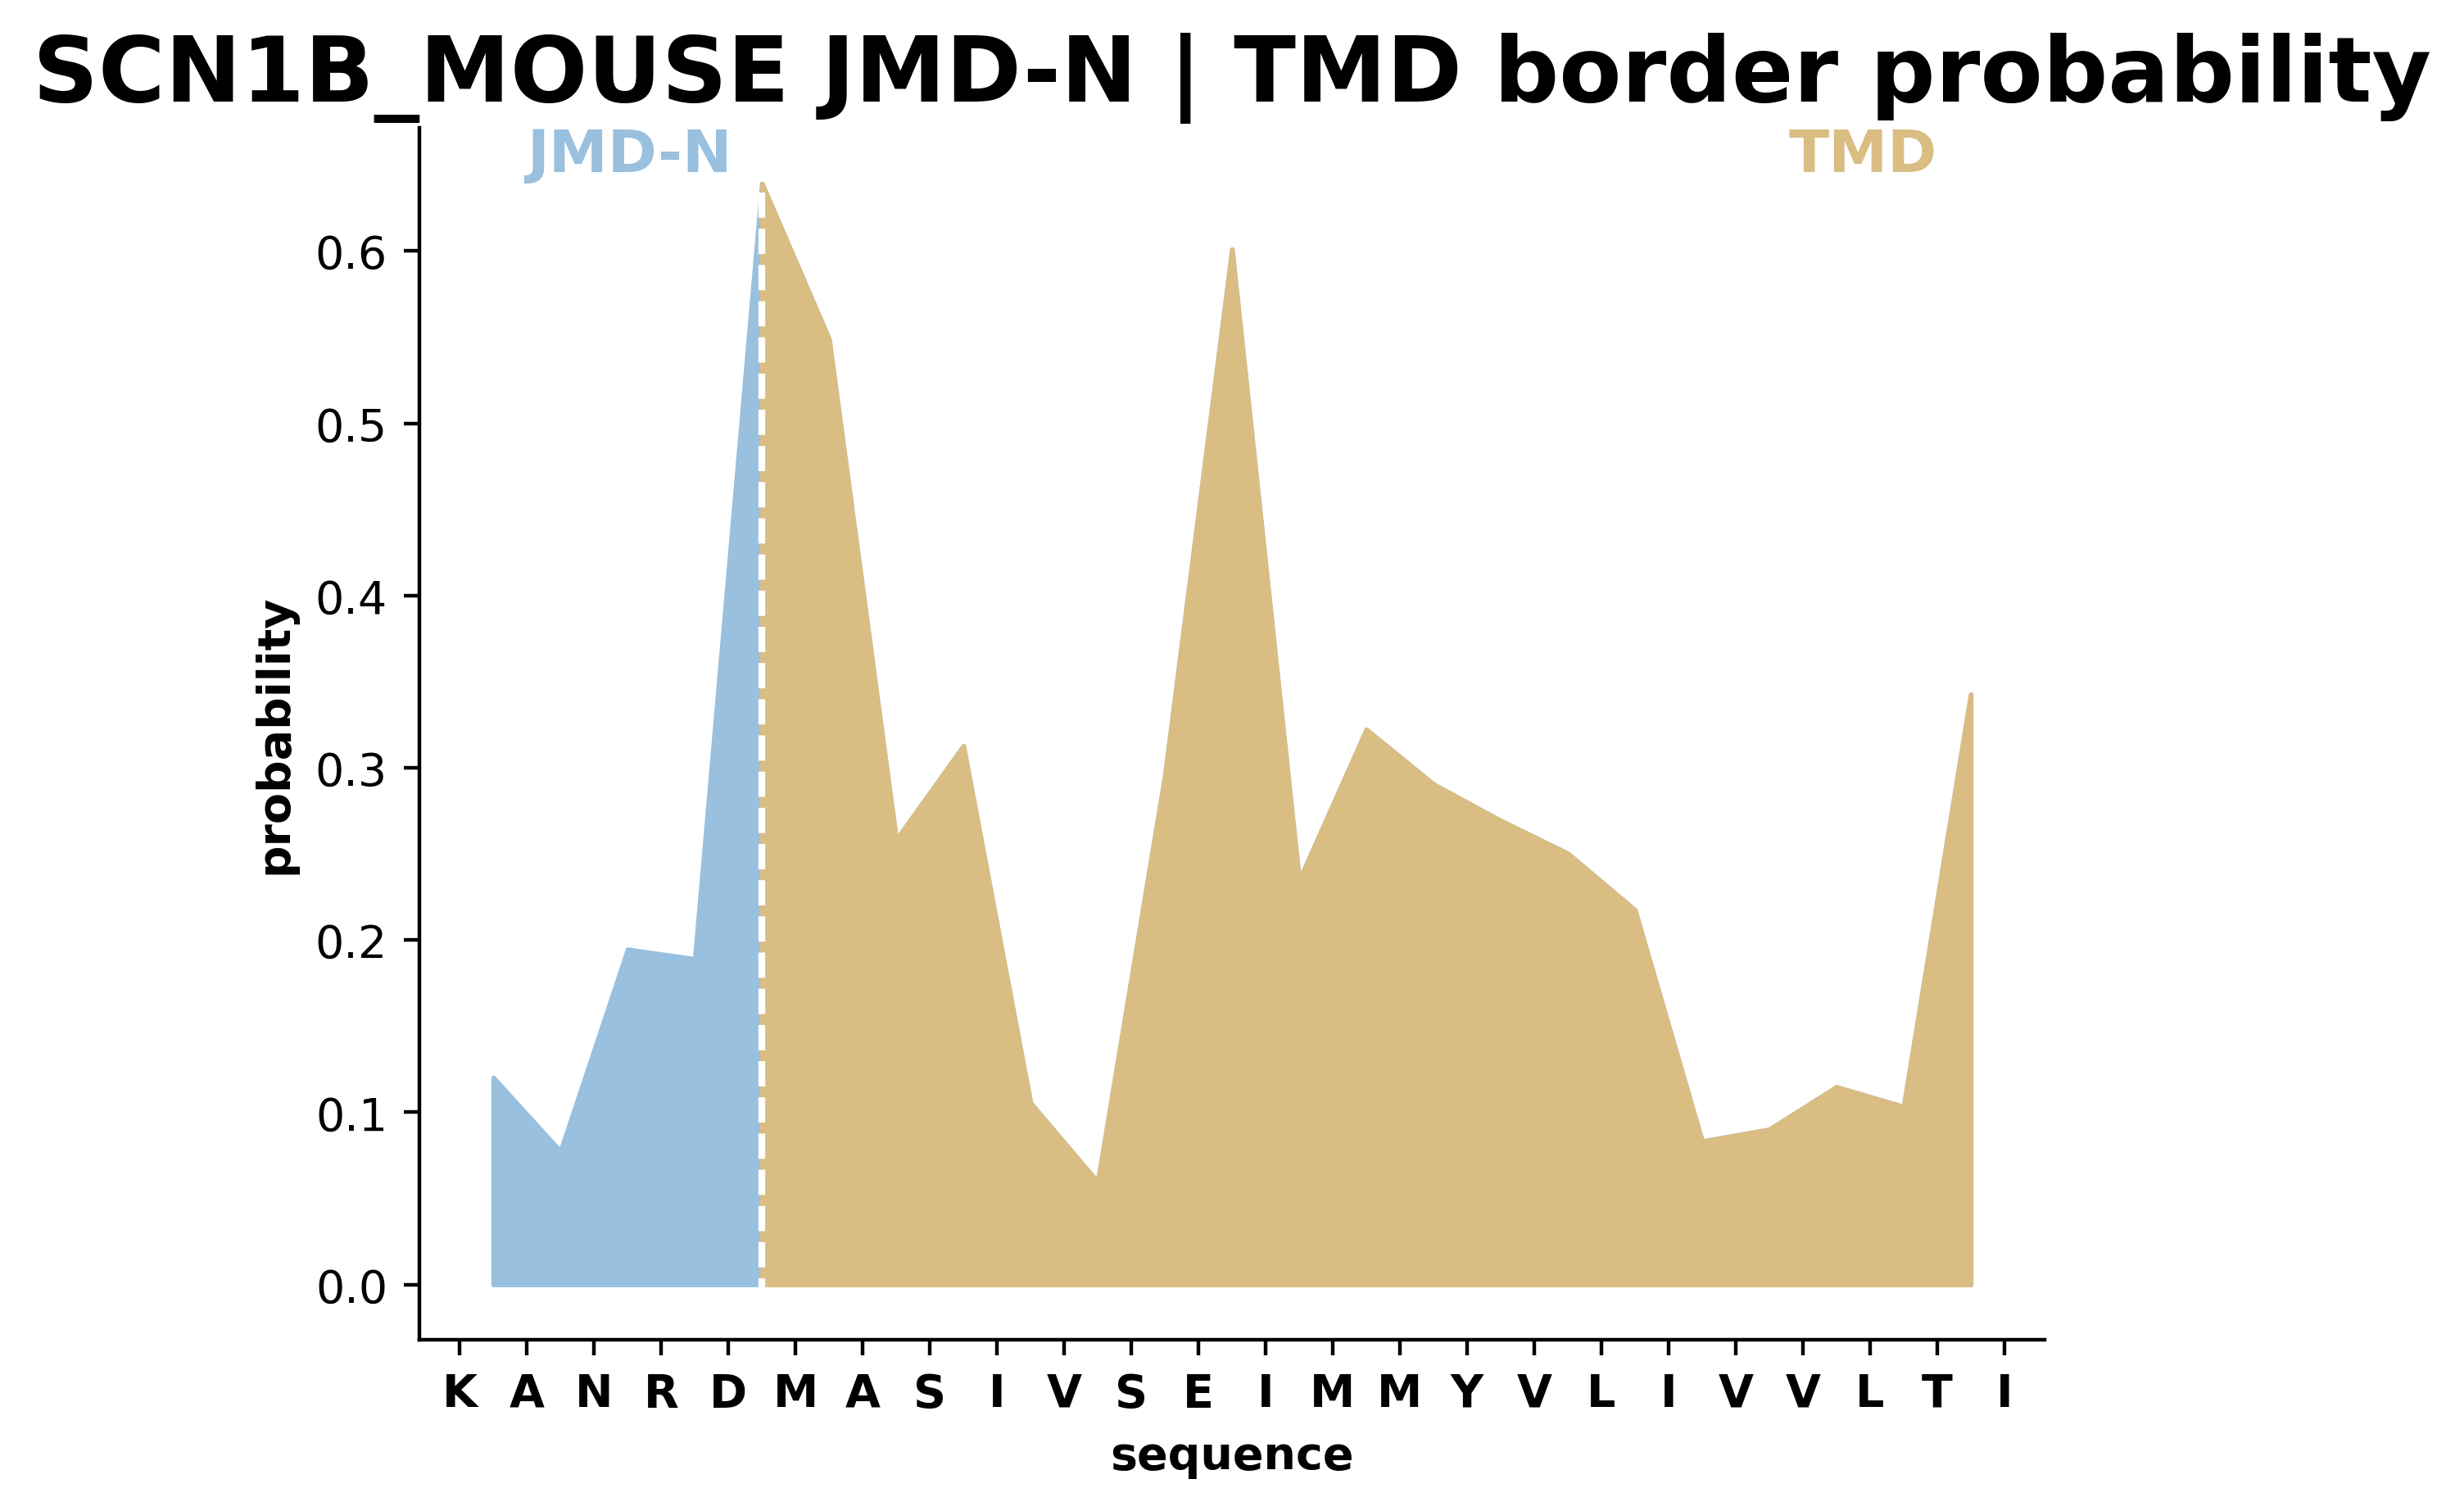 SCN1B_MOUSE JMD-N | TMD border probability
JMD-N TMD
0.6
0.5
0.4
0.3
0.2
0.1
0.0
probability
K A N R D M A S I V S E I M M Y V L I V V L T I
sequence